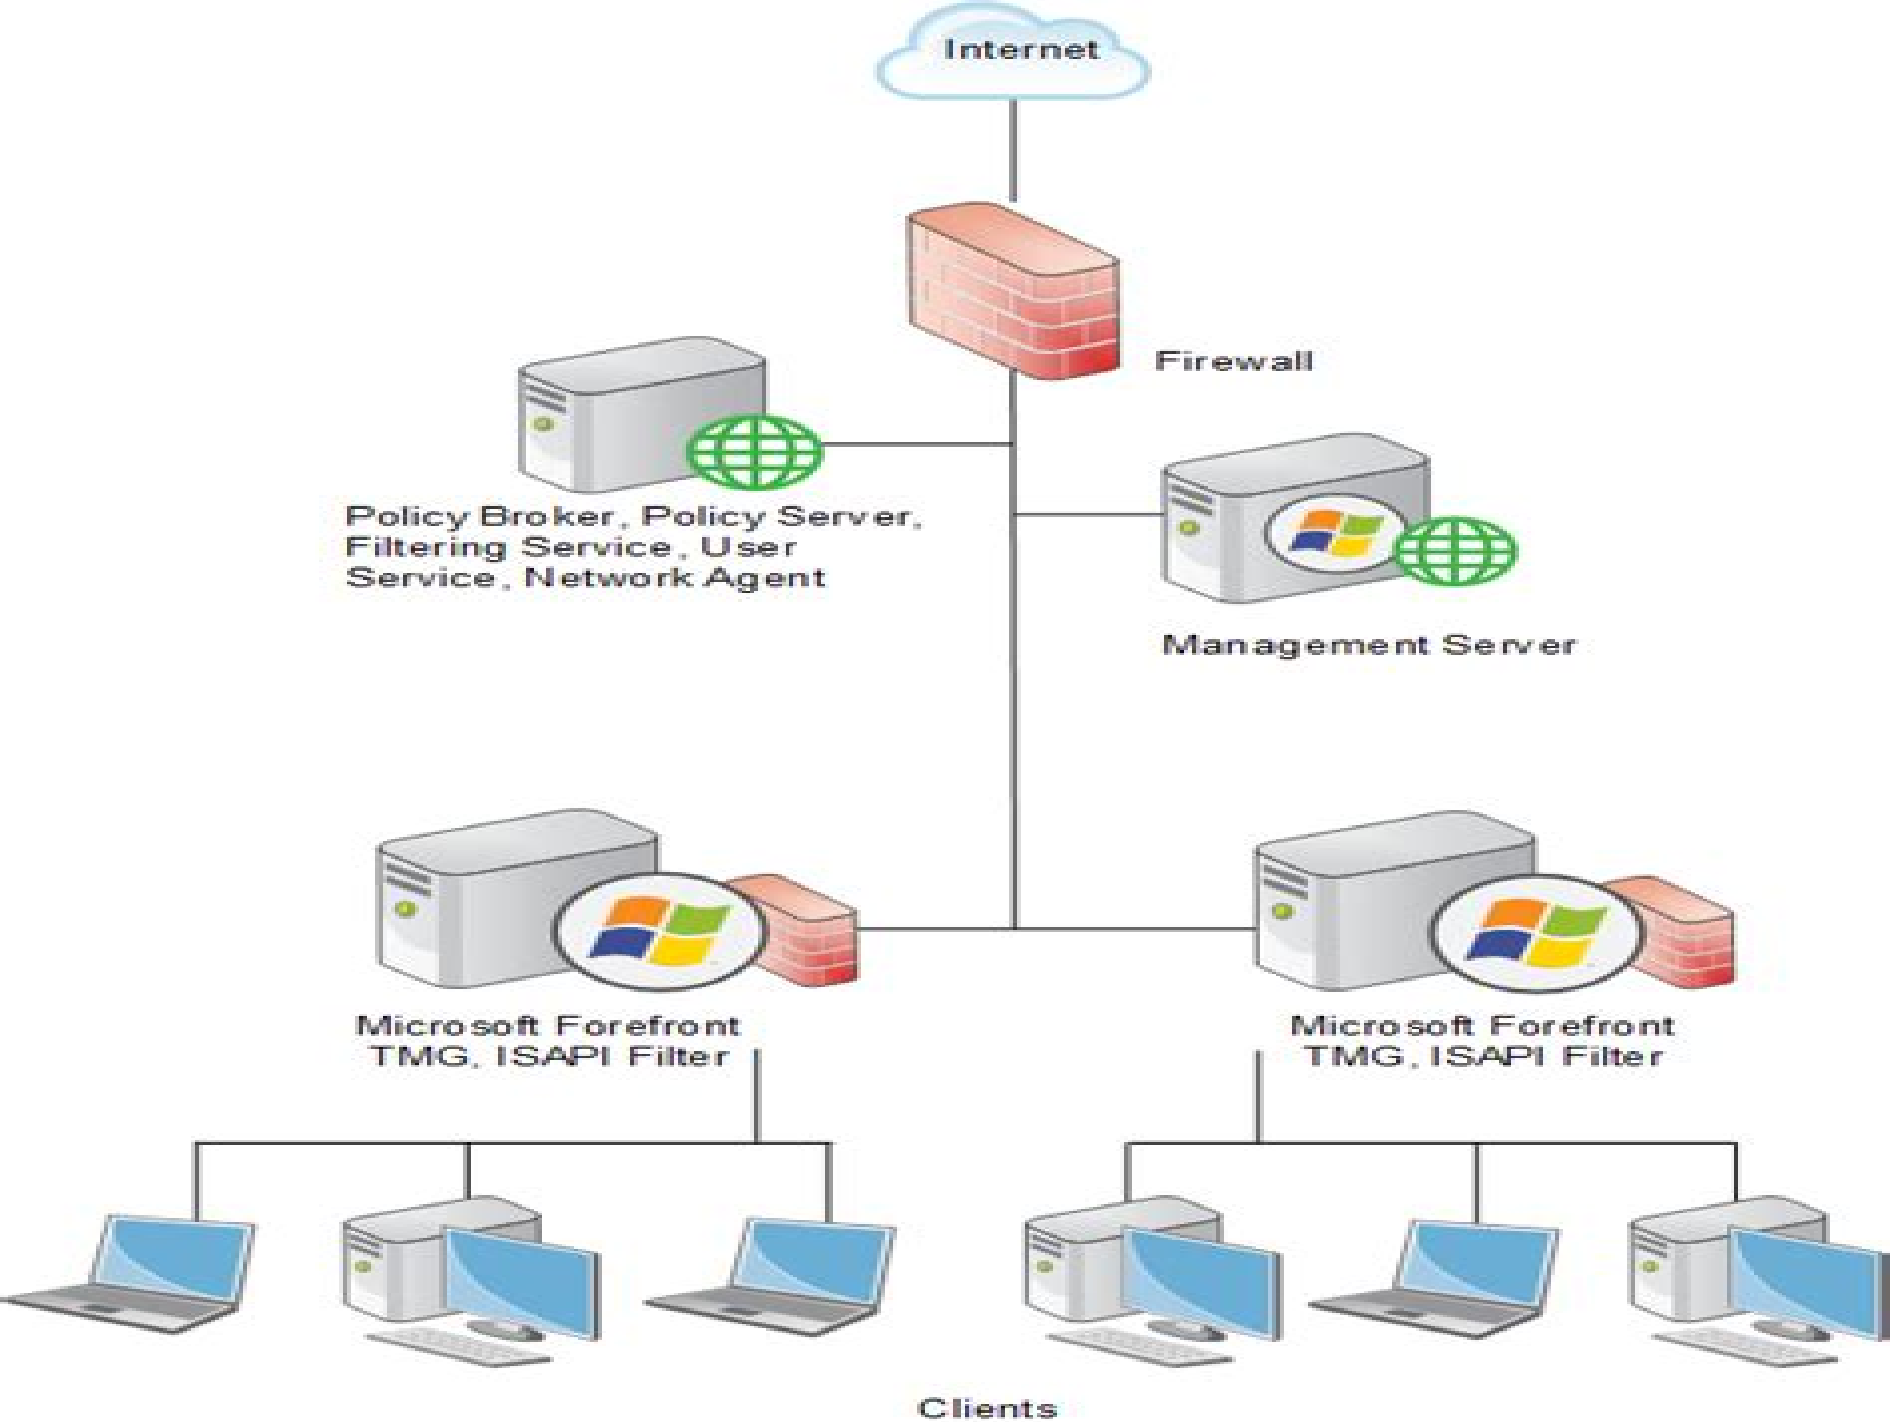 Internet
Firewall
Policy Broker, Policy Server,
Filtering Service, User
Service, Network Agent
Management Server
Microsoft Forefront
TMG, ISAPI Filter
Microsoft Forefront
TMG, ISAPI Filter
Clients